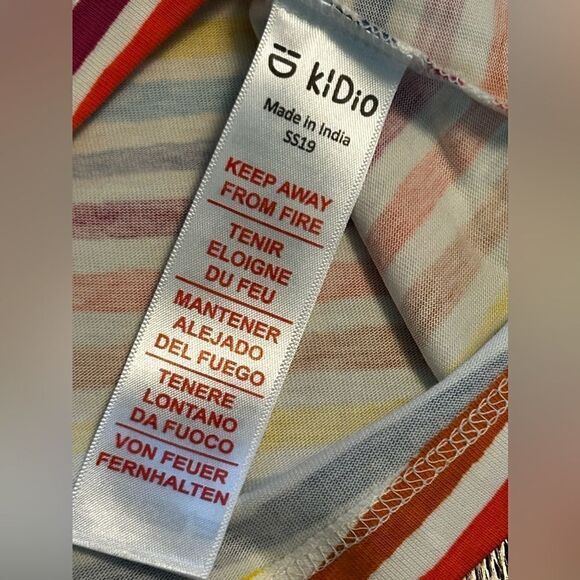 kiDio
Made in India
SS19
KEEP AWAY
FROM FIRE
TENIR
ELOIGNE
DU FEU
MANTENER
ALEJADO
DEL FUEGO
TENERE
LONTANO
DA FUOCO
VON FEUER
FERNHALTEN